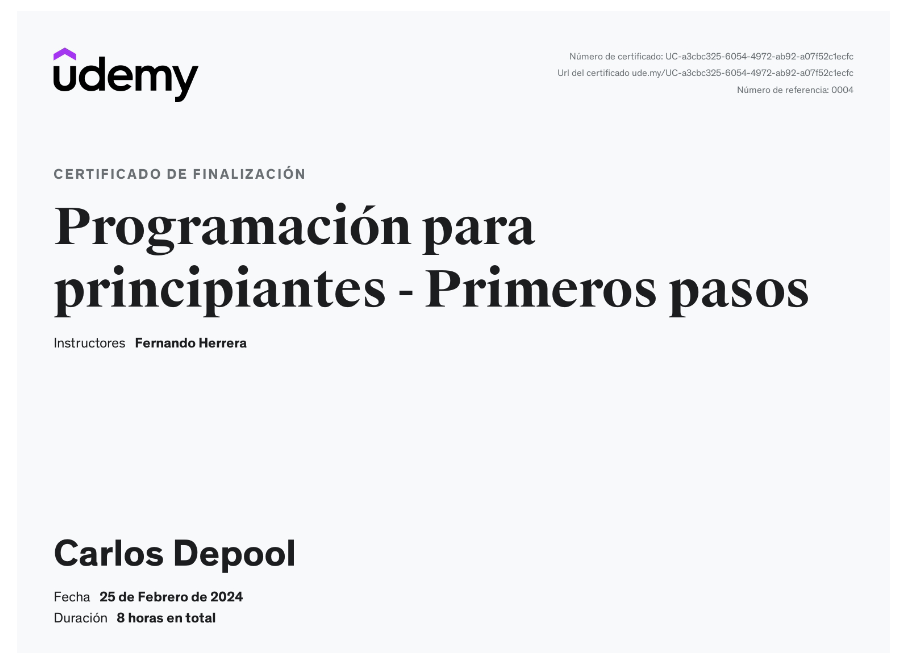 udemy
Número de certificado: UC-a3cbc325-6054-4972-ab92-a07f52c1ecfc
Url del certificado ude.my/UC-a3cbc325-6054-4972-ab92-a07f52c1ecfc
Número de referencia: 0004
CERTIFICADO DE FINALIZACIÓN
Programación para
principiantes - Primeros pasos
Instructores Fernando Herrera
Carlos Depool
Fecha 25 de Febrero de 2024
Duración 8 horas en total